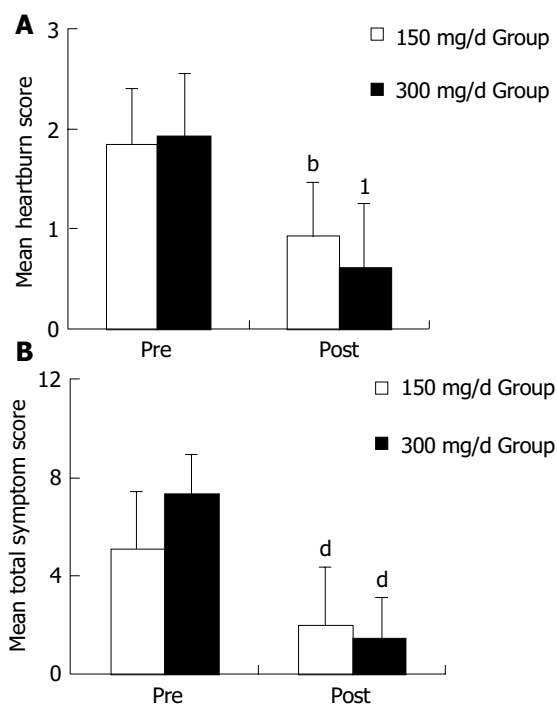 A
3
2
1
0
Mean heartburn score
150 mg/d Group
300 mg/d Group
b
1
Pre
Post
B
12
8
4
0
Mean total symptom score
150 mg/d Group
300 mg/d Group
d
d
Pre
Post